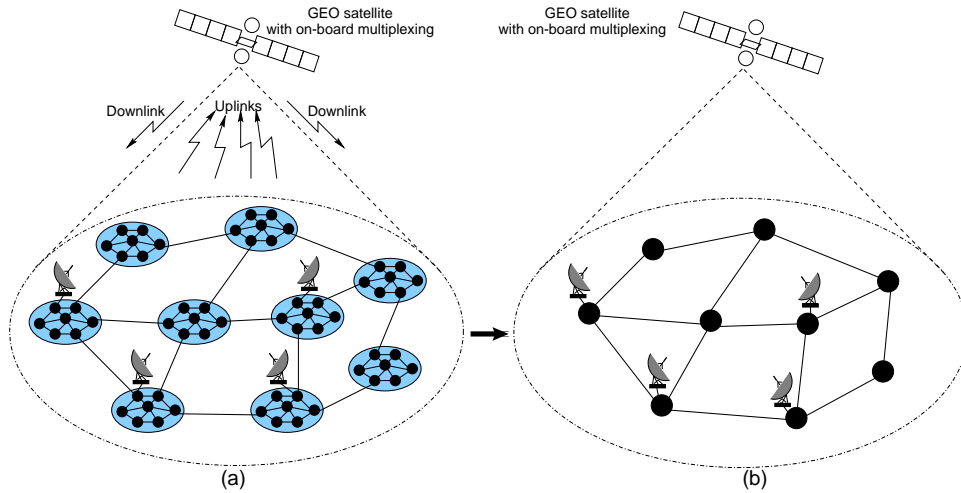 GEO satellite
with on-board multiplexing
GEO satellite
with on-board multiplexing
Downlink
Uplinks
Downlink
(a)
(b)